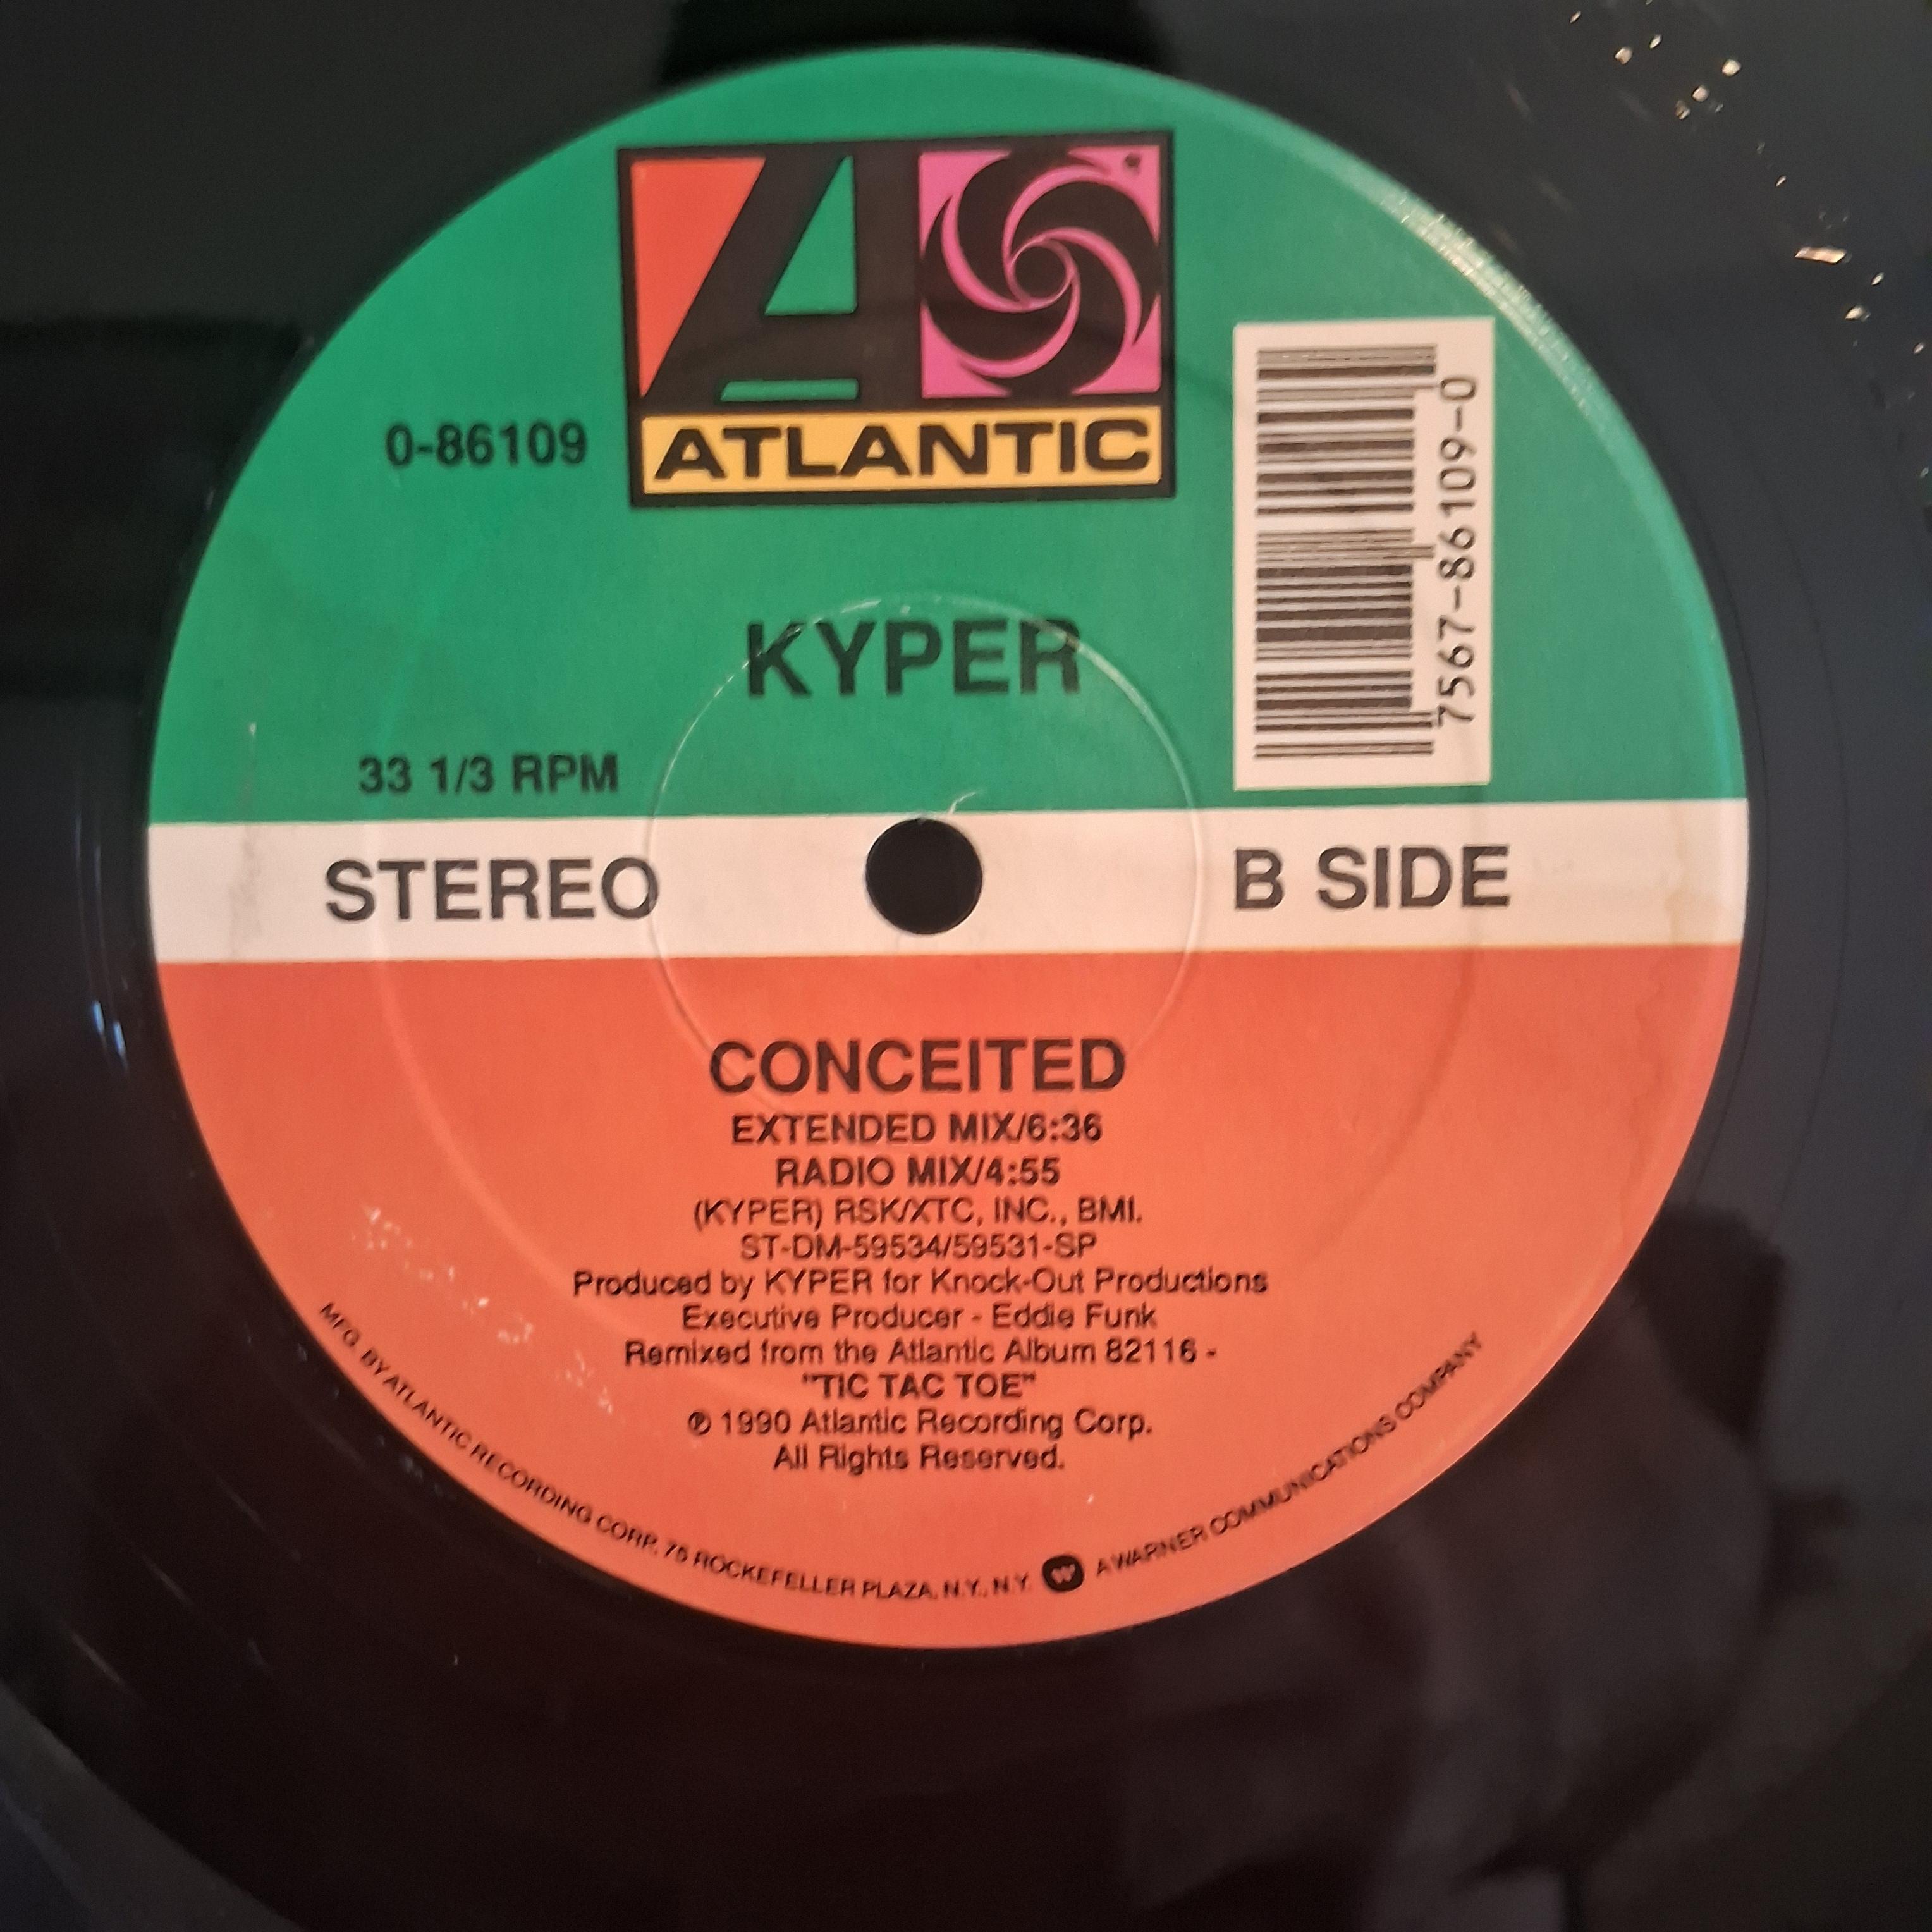 ATLANTIC
0-86109
7567-86109-0
KYPER
33 1/3 RPM
STEREO
B SIDE
CONCEITED
EXTENDED MIX/6:36
RADIO MIX/4:55
(KYPER) RSK/XTC, INC., BMI.
ST-DM-59534/59531-SP
Produced by KYPER for Knock-Out Productions
Executive Producer - Eddie Funk
Remixed from the Atlantic Album 82116 -
"TIC TAC TOE"
℗ 1990 Atlantic Recording Corp.
All Rights Reserved.
MFG. BY ATLANTIC RECORDING CORP., 75 ROCKEFELLER PLAZA, N.Y., N.Y. W A WARNER COMMUNICATIONS COMPANY